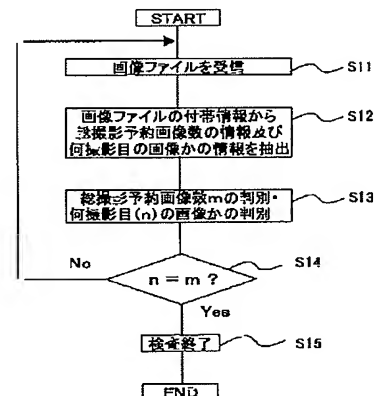 START
画像ファイルを受信
S11
画像ファイルの付帯情報から
総撮影予約画像数の情報及び
何撮影目の画像かの情報を抽出
S12
総撮影予約画像数mの判別・
何撮影目(n)の画像かの判別
S13
n = m ?
S14
No
Yes
検査終了
S15
END